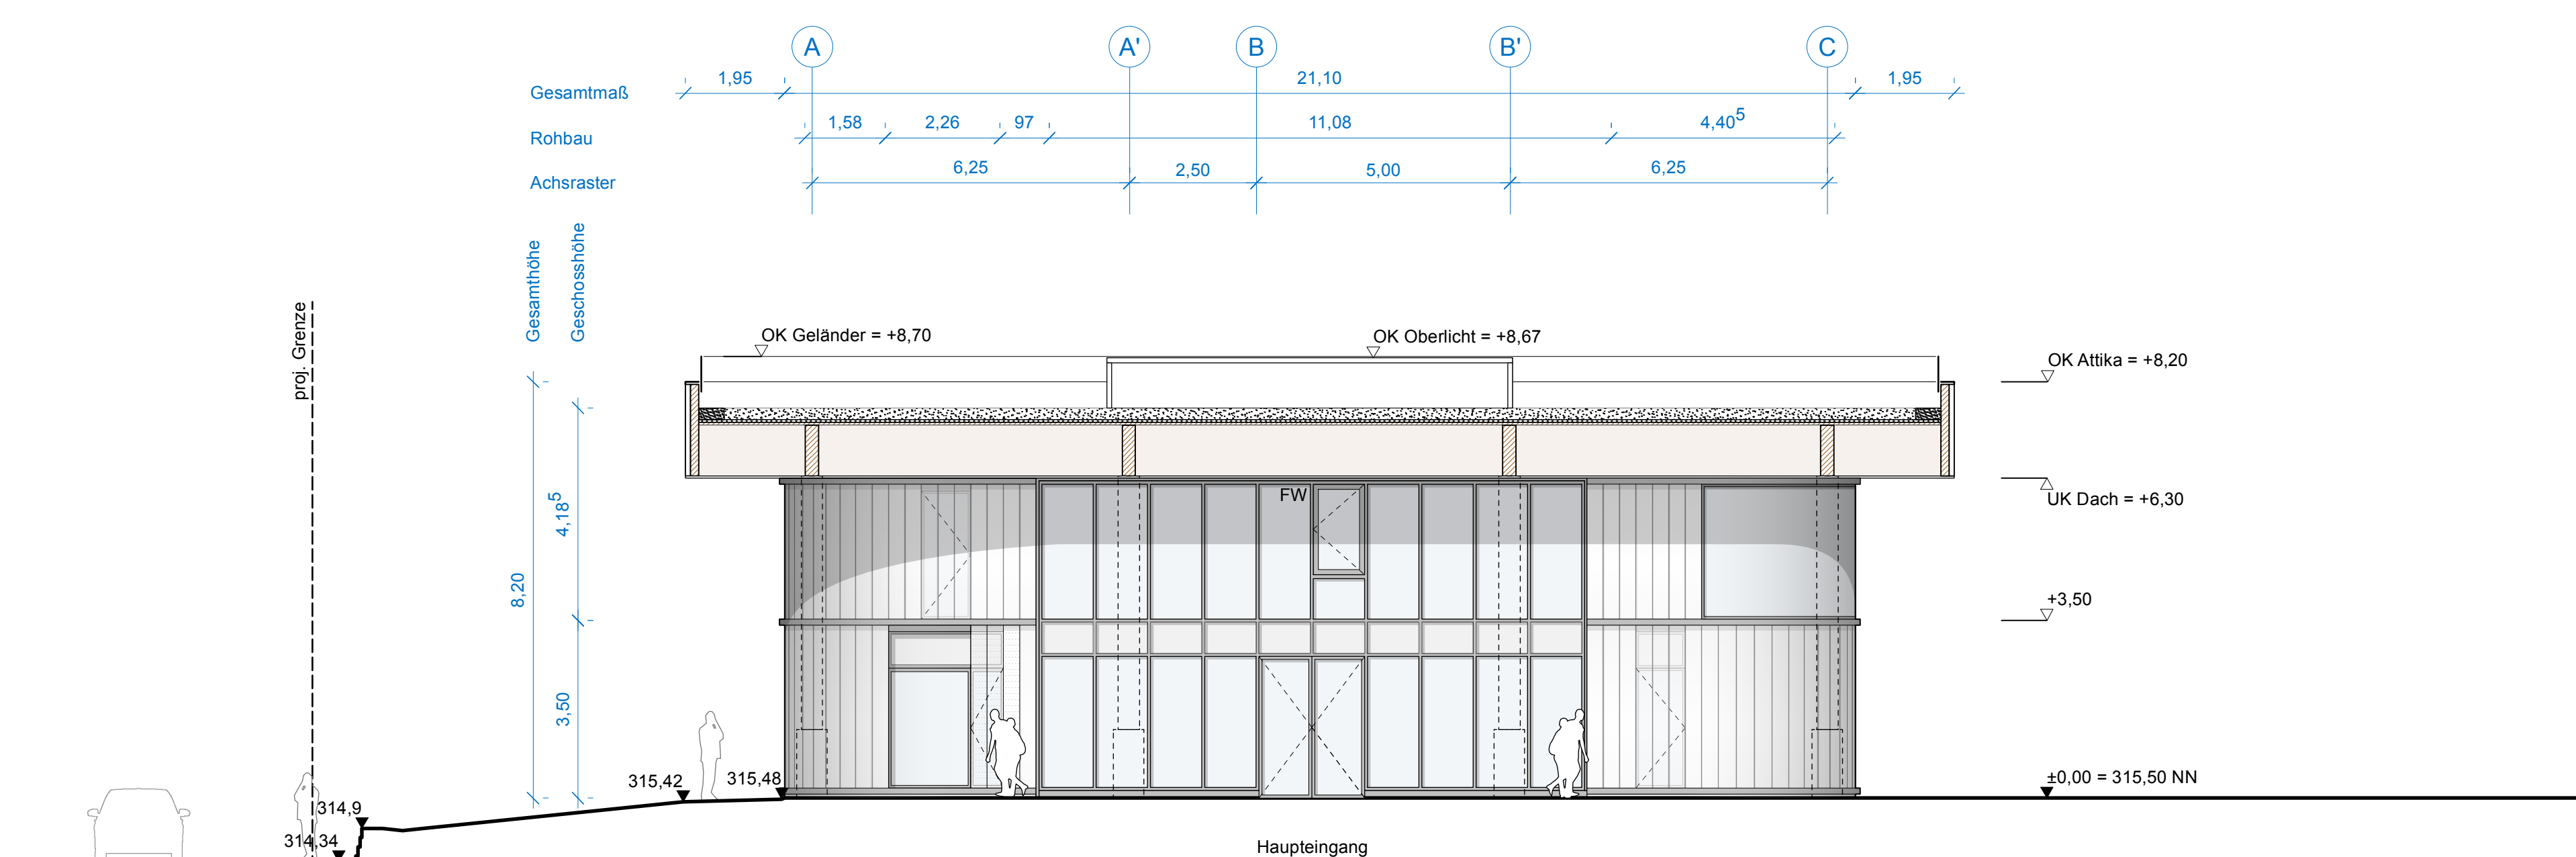 A A' B B' C
Gesamtmaß 1,95 21,10 1,95
Rohbau 1,58 2,26 97 11,08 4,40⁵
Achsraster 6,25 2,50 5,00 6,25
Gesamthöhe
Geschosshöhe
proj. Grenze
OK Geländer = +8,70
OK Oberlicht = +8,67
OK Attika = +8,20
UK Dach = +6,30
FW
4,18⁵
8,20
+3,50
3,50
315,42
315,48
±0,00 = 315,50 NN
314,9
314,34
Haupteingang